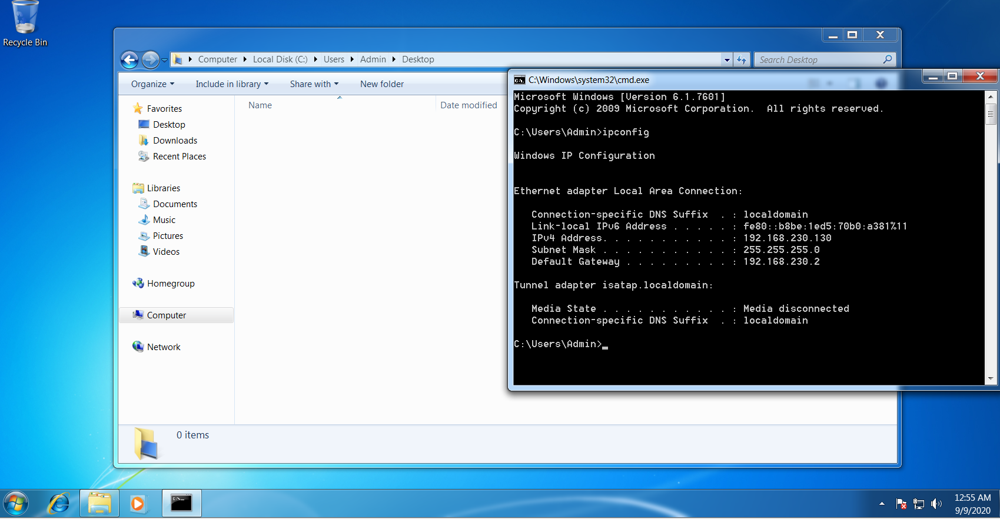 Recycle Bin
Computer Local Disk (C:) Users Admin Desktop
Search Desktop
Organize Include in library Share with New folder
Name Date modified
Favorites
Desktop
Downloads
Recent Places
Libraries
Documents
Music
Pictures
Videos
Homegroup
Computer
Network
0 items
C:\Windows\system32\cmd.exe
Microsoft Windows [Version 6.1.7601]
Copyright (c) 2009 Microsoft Corporation.  All rights reserved.
C:\Users\Admin>ipconfig
Windows IP Configuration
Ethernet adapter Local Area Connection:
Connection-specific DNS Suffix  . : localdomain
Link-local IPv6 Address . . . . . : fe80::b8be:1ed5:70b0:a381%11
IPv4 Address. . . . . . . . . . . : 192.168.230.130
Subnet Mask . . . . . . . . . . . : 255.255.255.0
Default Gateway . . . . . . . . . : 192.168.230.2
Tunnel adapter isatap.localdomain:
Media State . . . . . . . . . . . : Media disconnected
Connection-specific DNS Suffix  . : localdomain
C:\Users\Admin>_
12:55 AM
9/9/2020